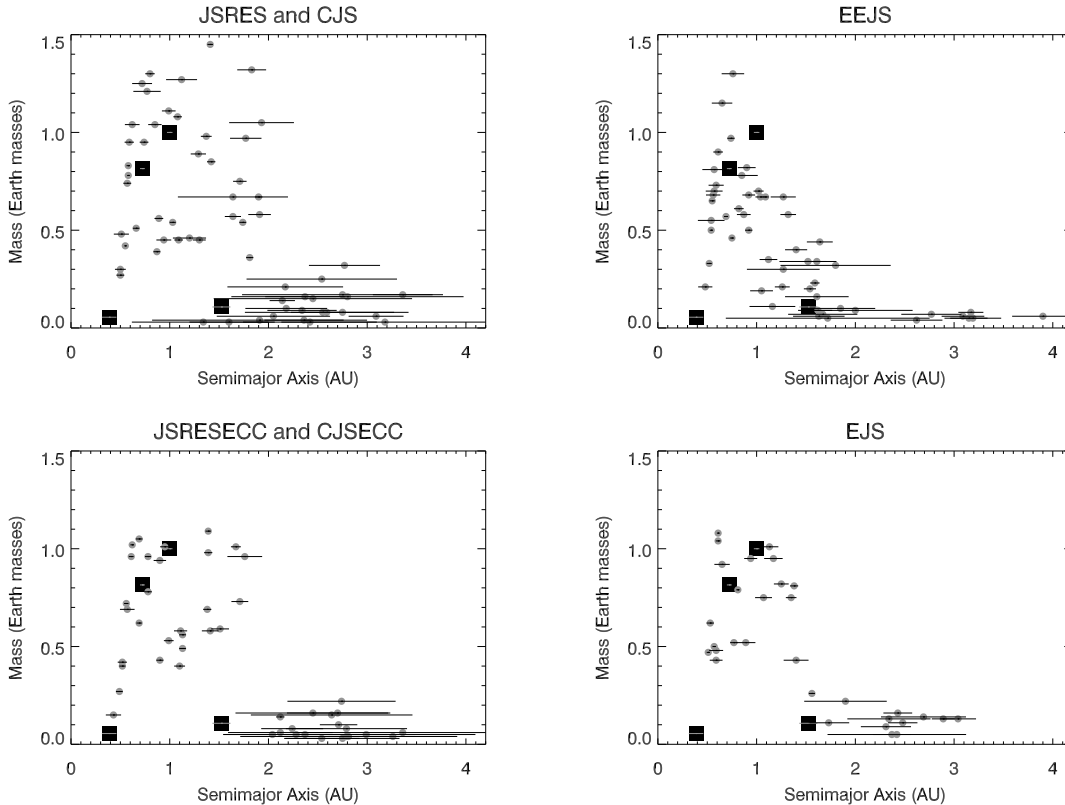 JSRES and CJS
1.5
1.0
0.5
0.0
Mass (Earth masses)
0 1 2 3 4
Semimajor Axis (AU)
EEJS
1.5
1.0
0.5
0.0
Mass (Earth masses)
0 1 2 3 4
Semimajor Axis (AU)
JSRESECC and CJSECC
1.5
1.0
0.5
0.0
Mass (Earth masses)
0 1 2 3 4
Semimajor Axis (AU)
EJS
1.5
1.0
0.5
0.0
Mass (Earth masses)
0 1 2 3 4
Semimajor Axis (AU)